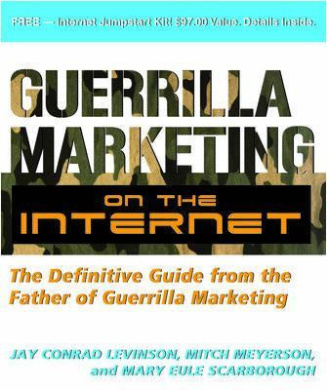 FREE — Internet Jumpstart Kit! $97.00 Value. Details Inside.
GUERRILLA
MARKETING
ON THE
INTERNET
The Definitive Guide from the
Father of Guerrilla Marketing
JAY CONRAD LEVINSON, MITCH MEYERSON,
and MARY EULE SCARBOROUGH